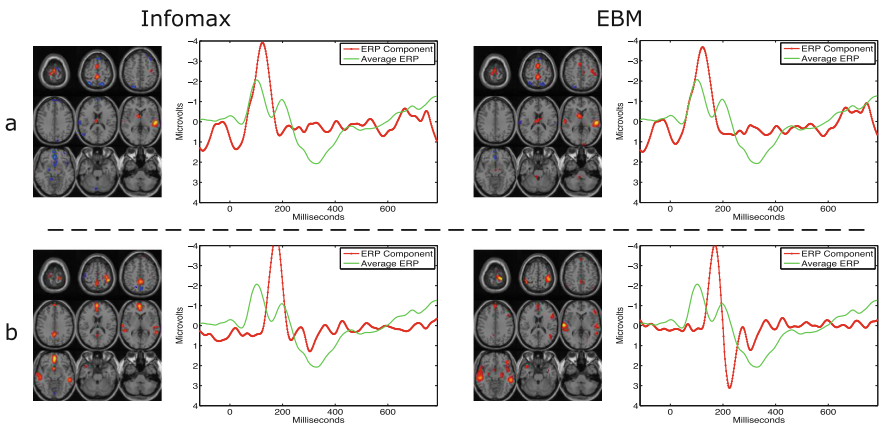 Infomax
EBM
a
−4
−3
−2
−1
0
1
2
3
4
Microvolts
0
200
400
600
Milliseconds
ERP Component
Average ERP
−4
−3
−2
−1
0
1
2
3
4
Microvolts
0
200
400
600
Milliseconds
ERP Component
Average ERP
b
−4
−3
−2
−1
0
1
2
3
4
Microvolts
0
200
400
600
Milliseconds
ERP Component
Average ERP
−4
−3
−2
−1
0
1
2
3
4
Microvolts
0
200
400
600
Milliseconds
ERP Component
Average ERP